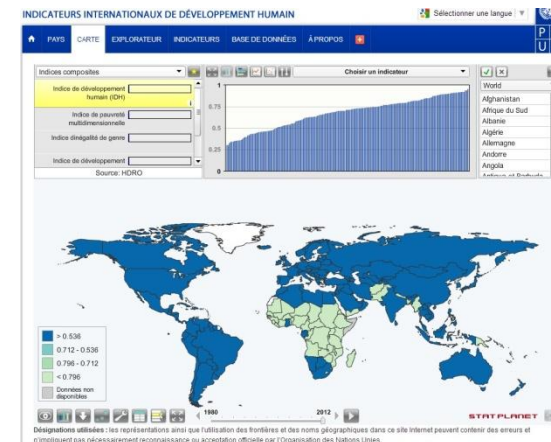 INDICATEURS INTERNATIONAUX DE DÉVELOPPEMENT HUMAIN
Sélectionner une langue
PAYS CARTE EXPLORATEUR INDICATEURS BASE DE DONNÉES À PROPOS
P
U
Indices composites
Choisir un indicateur
World
Indice de développement
humain (IDH)
Indice de pauvreté
multidimensionnelle
Indice dinégalité de genre
Indice de développement
Source: HDRO
1
0.75
0.5
0.25
0
Afghanistan
Afrique du Sud
Albanie
Algérie
Allemagne
Andorre
Angola
Antigua et Barbuda
> 0.536
0.712 - 0.536
0.796 - 0.712
< 0.796
Données non
disponibles
1980
2012
STATPLANET
Désignations utilisées : les représentations ainsi que l'utilisation des frontières et des noms géographiques dans ce site Internet peuvent contenir des erreurs et
n'impliquent pas nécessairement reconnaissance ou acceptation officielle par l'Organisation des Nations Unies.